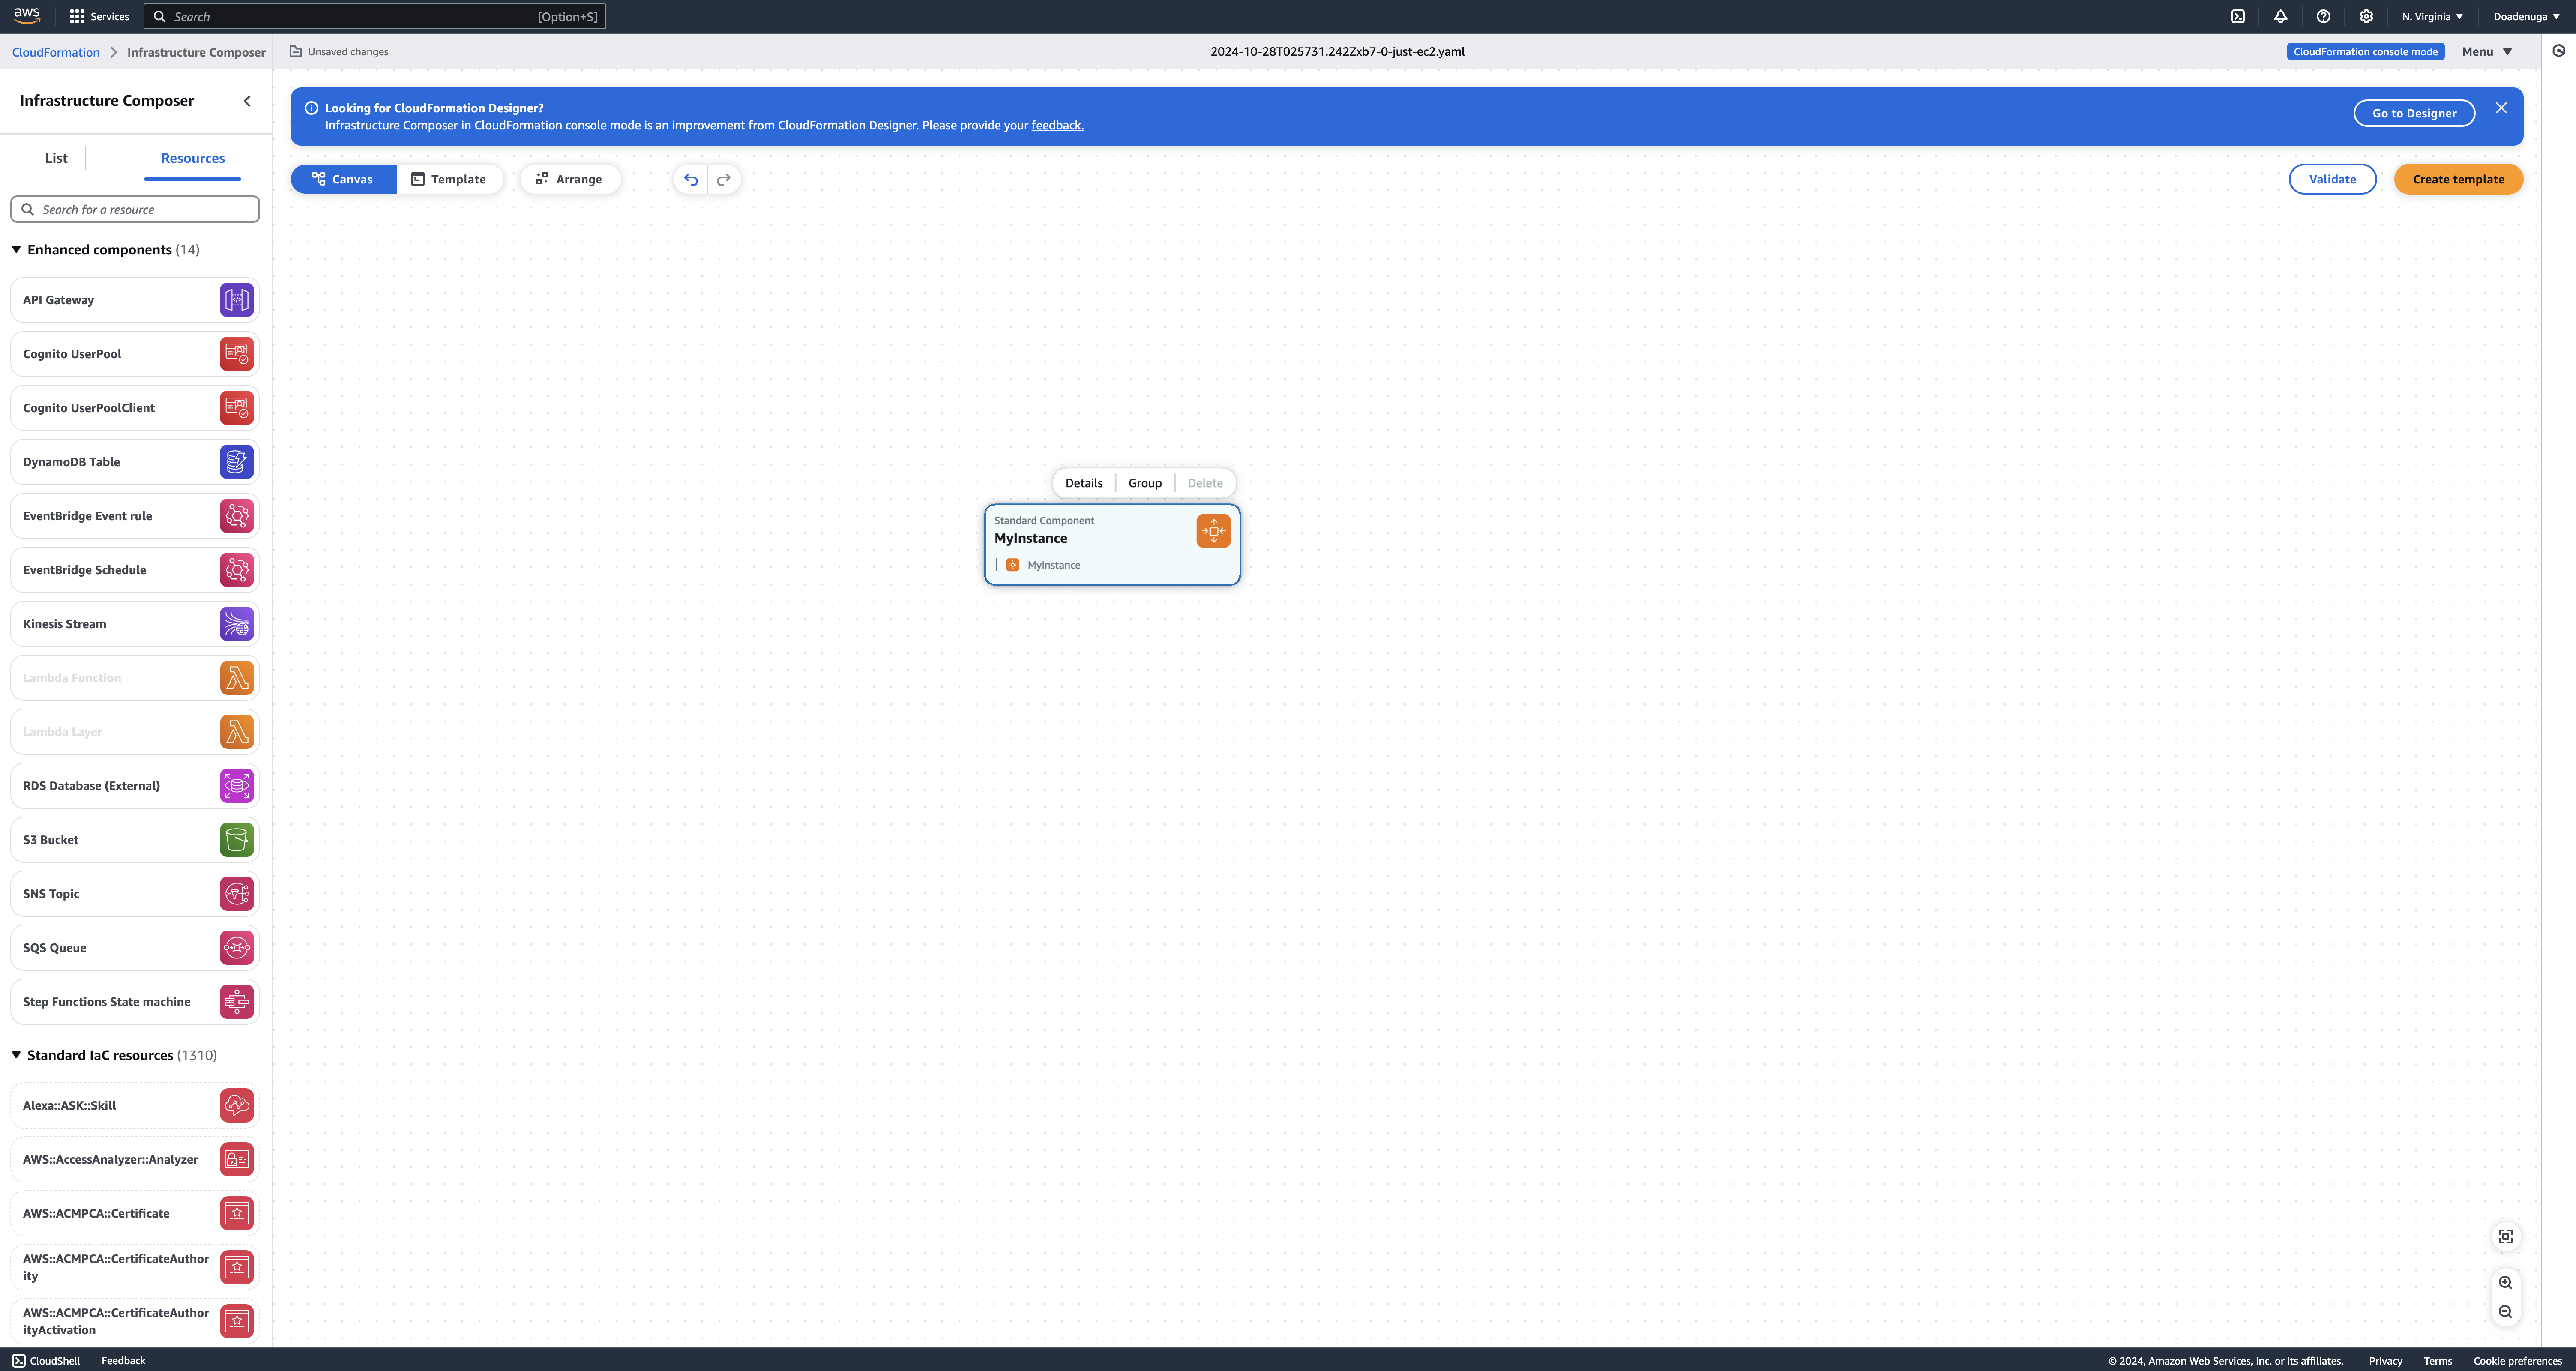 aws
Services
Search
[Option+S]
N. Virginia
Doadenuga
CloudFormation
Infrastructure Composer
Unsaved changes
2024-10-28T025731.242Zxb7-0-just-ec2.yaml
CloudFormation console mode
Menu
Infrastructure Composer
Looking for CloudFormation Designer?
Infrastructure Composer in CloudFormation console mode is an improvement from CloudFormation Designer. Please provide your feedback.
Go to Designer
List
Resources
Canvas
Template
Arrange
Validate
Create template
Search for a resource
Enhanced components (14)
API Gateway
Cognito UserPool
Cognito UserPoolClient
DynamoDB Table
EventBridge Event rule
EventBridge Schedule
Kinesis Stream
Lambda Function
Lambda Layer
RDS Database (External)
S3 Bucket
SNS Topic
SQS Queue
Step Functions State machine
Standard IaC resources (1310)
Alexa::ASK::Skill
AWS::AccessAnalyzer::Analyzer
AWS::ACMPCA::Certificate
AWS::ACMPCA::CertificateAuthor
ity
AWS::ACMPCA::CertificateAuthor
ityActivation
Details
Group
Delete
Standard Component
MyInstance
MyInstance
CloudShell
Feedback
© 2024, Amazon Web Services, Inc. or its affiliates.
Privacy
Terms
Cookie preferences